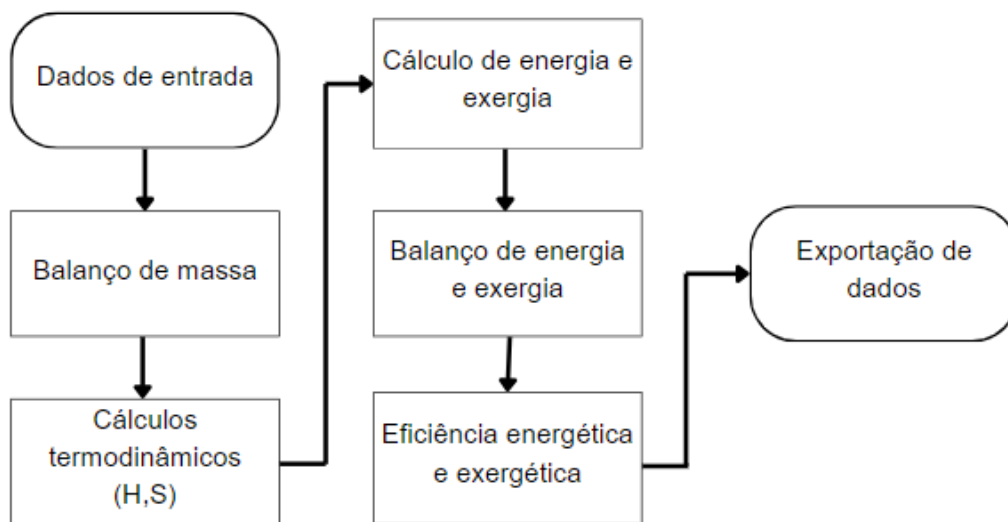 Dados de entrada
Balanço de massa
Cálculos
termodinâmicos
(H,S)
Cálculo de energia e
exergia
Balanço de energia
e exergia
Eficiência energética
e exergética
Exportação de
dados